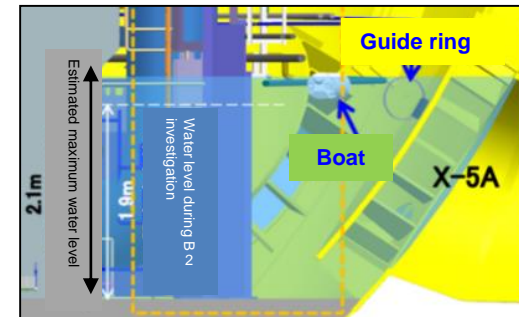 Guide ring
Boat
X-5A
2.1m
Estimated maximum water level
1.9m
Water level during B2
investigation